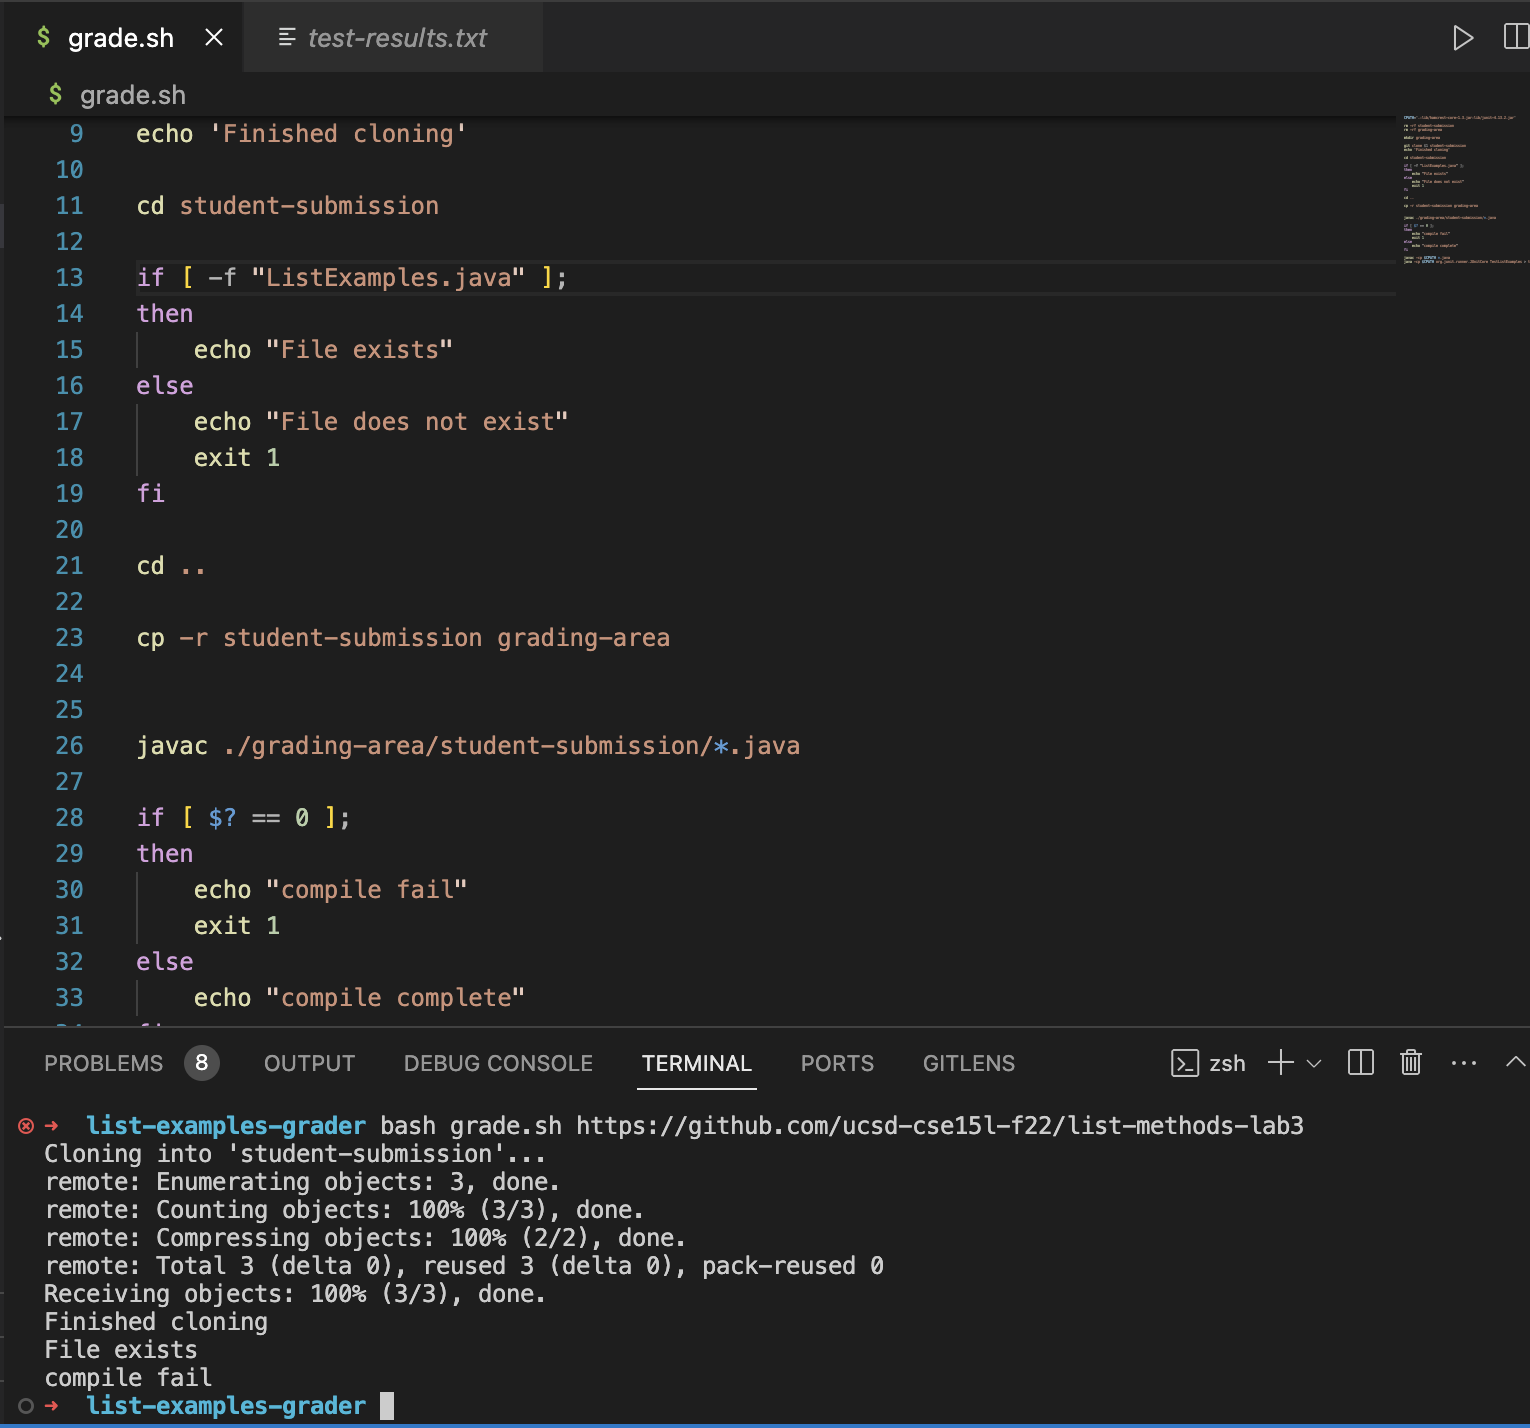 $ grade.sh
test-results.txt
$ grade.sh
9 echo 'Finished cloning'
10
11 cd student-submission
12
13 if [ -f "ListExamples.java" ];
14 then
15 echo "File exists"
16 else
17 echo "File does not exist"
18 exit 1
19 fi
20
21 cd ..
22
23 cp -r student-submission grading-area
24
25
26 javac ./grading-area/student-submission/*.java
27
28 if [ $? == 0 ];
29 then
30 echo "compile fail"
31 exit 1
32 else
33 echo "compile complete"
PROBLEMS 8 OUTPUT DEBUG CONSOLE TERMINAL PORTS GITLENS zsh
➜ list-examples-grader bash grade.sh https://github.com/ucsd-cse15l-f22/list-methods-lab3
Cloning into 'student-submission'...
remote: Enumerating objects: 3, done.
remote: Counting objects: 100% (3/3), done.
remote: Compressing objects: 100% (2/2), done.
remote: Total 3 (delta 0), reused 3 (delta 0), pack-reused 0
Receiving objects: 100% (3/3), done.
Finished cloning
File exists
compile fail
➜ list-examples-grader